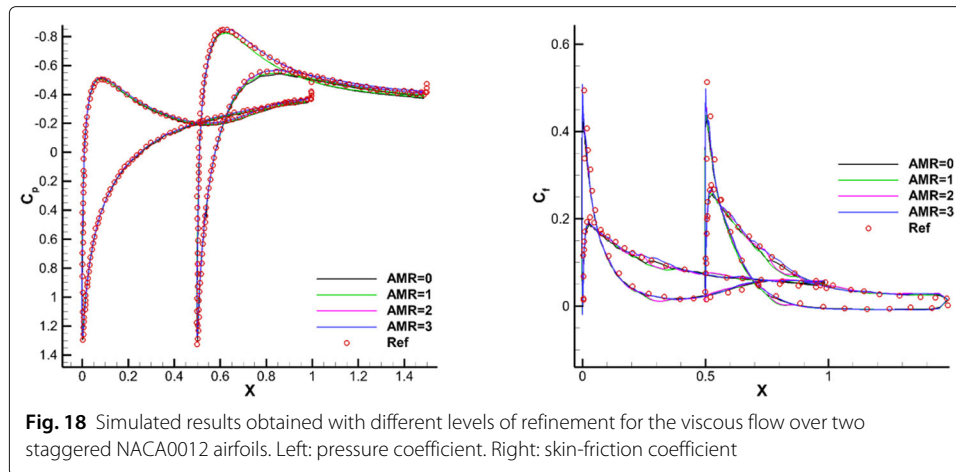 -0.8
-0.6
-0.4
-0.2
0
0.2
0.4
0.6
0.8
1
1.2
1.4
Cp
0 0.2 0.4 0.6 0.8 1 1.2 1.4
X
AMR=0
AMR=1
AMR=2
AMR=3
Ref
0.6
0.4
0.2
0
Cf
0 0.5 1
X
AMR=0
AMR=1
AMR=2
AMR=3
Ref
Fig. 18 Simulated results obtained with different levels of refinement for the viscous flow over two
staggered NACA0012 airfoils. Left: pressure coefficient. Right: skin-friction coefficient